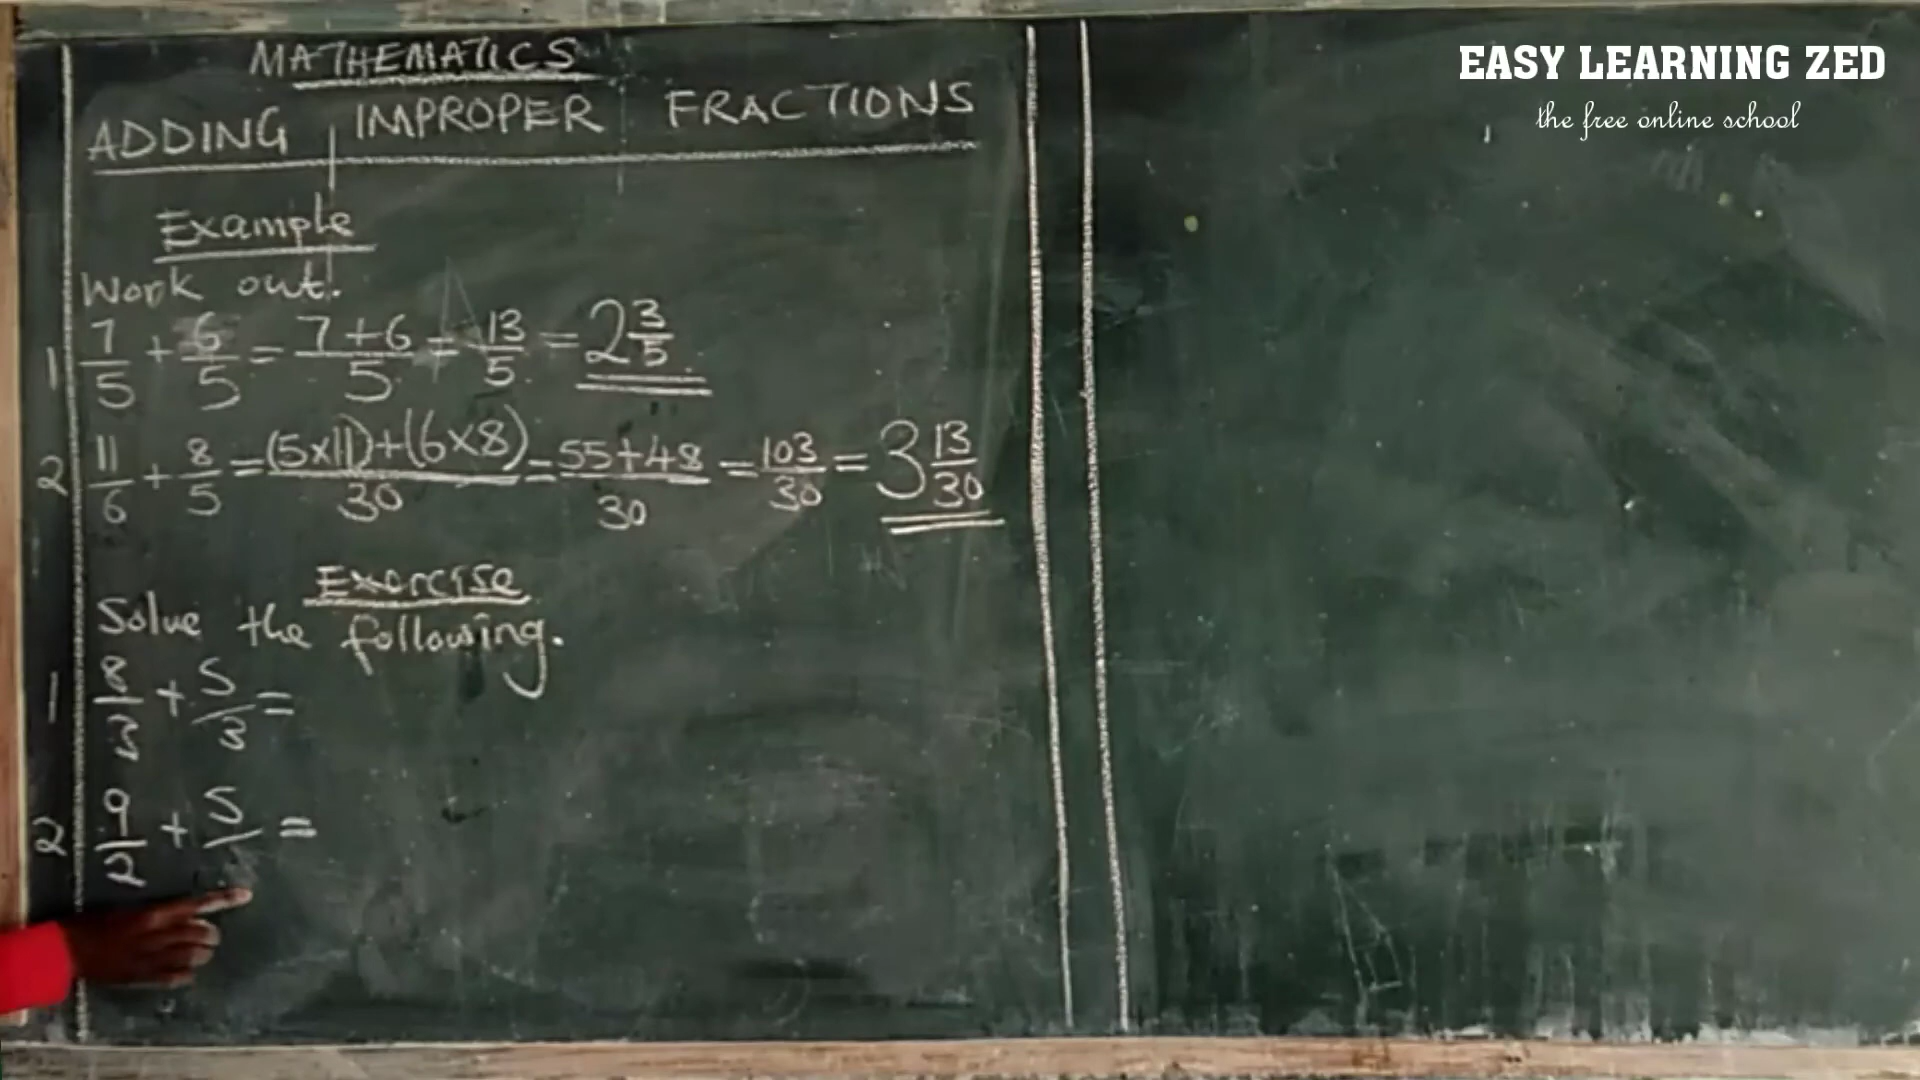 MATHEMATICS
ADDING IMPROPER FRACTIONS
EASY LEARNING ZED
the free online school
Example
Work out!
1 7/5 + 6/5 = 7+6/5 = 13/5 = 2 3/5
2 11/6 + 8/5 = (5×11)+(6×8)/30 = 55+48/30 = 103/30 = 3 13/30
Exercise
Solve the following.
1 8/3 + 5/3 =
2 9/2 + 5/ =